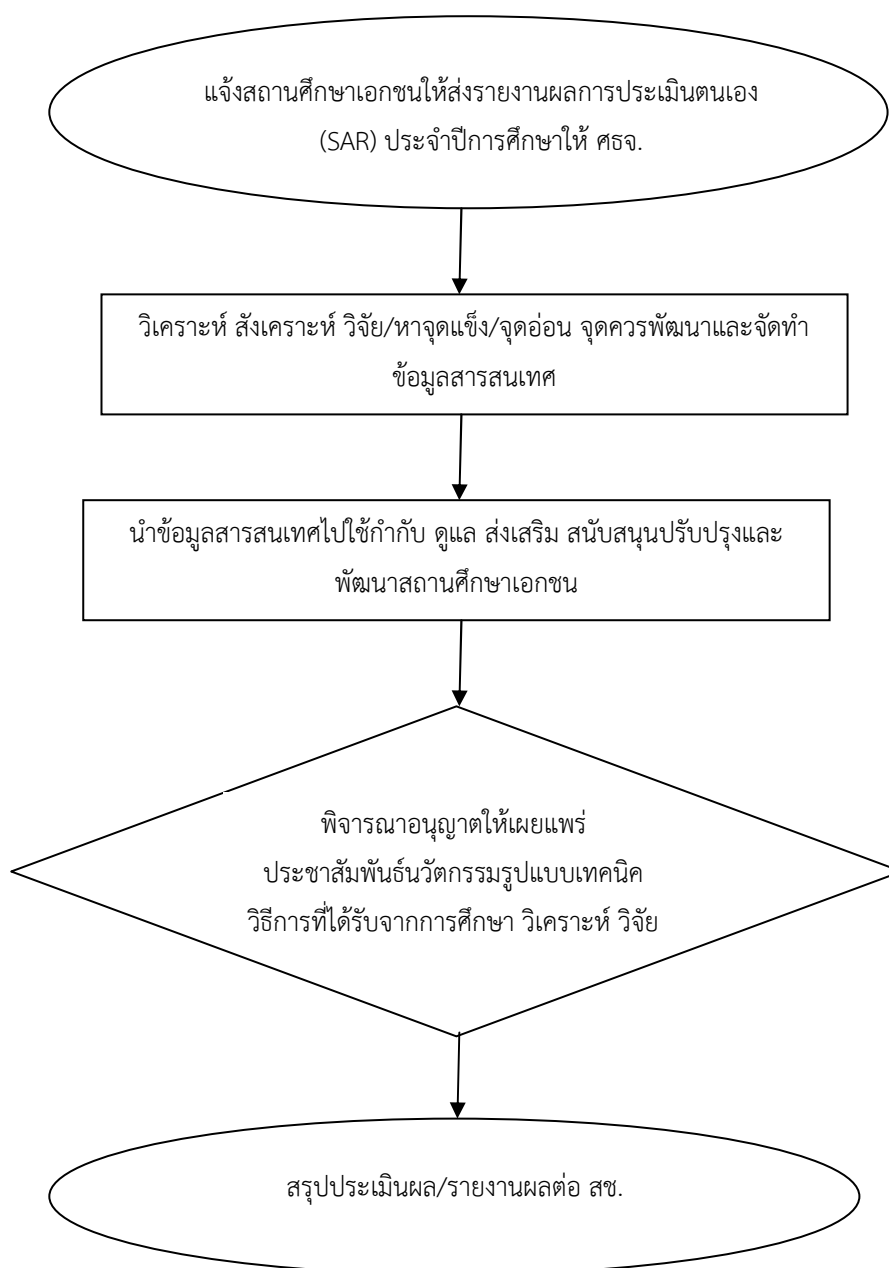 แจ้งสถานศึกษาเอกชนให้ส่งรายงานผลการประเมินตนเอง
(SAR) ประจำปีการศึกษาให้ ศธจ.
วิเคราะห์ สังเคราะห์ วิจัย/หาจุดแข็ง/จุดอ่อน จุดควรพัฒนาและจัดทำ
ข้อมูลสารสนเทศ
นำข้อมูลสารสนเทศไปใช้กำกับ ดูแล ส่งเสริม สนับสนุนปรับปรุงและ
พัฒนาสถานศึกษาเอกชน
พิจารณาอนุญาตให้เผยแพร่
ประชาสัมพันธ์นวัตกรรมรูปแบบเทคนิค
วิธีการที่ได้รับจากการศึกษา วิเคราะห์ วิจัย
สรุปประเมินผล/รายงานผลต่อ สช.